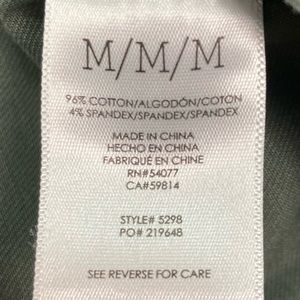 M/M/M
96% COTTON/ALGODÓN/COTON
4% SPANDEX/SPANDEX/SPANDEX
MADE IN CHINA
HECHO EN CHINA
FABRIQUÉ EN CHINE
RN#54077
CA#59814
STYLE# 5298
PO# 219648
SEE REVERSE FOR CARE